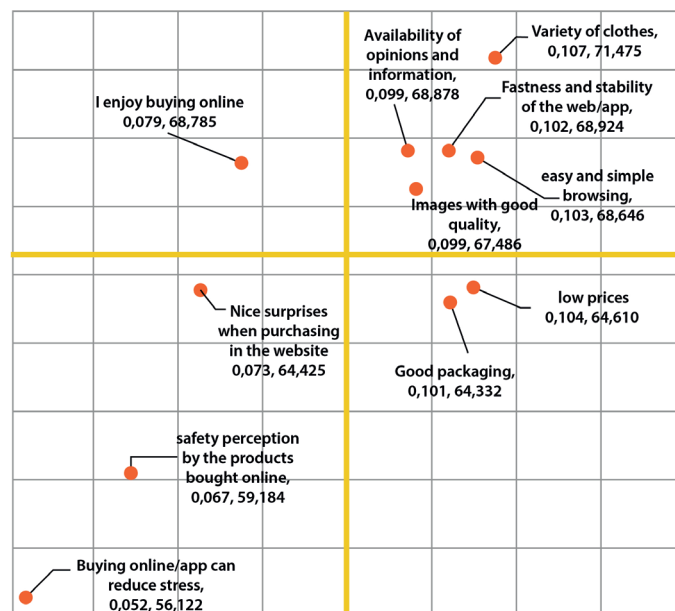 Variety of clothes,
0,107, 71,475
Availability of
opinions and
information,
0,099, 68,878
Fastness and stability
of the web/app,
0,102, 68,924
I enjoy buying online
0,079, 68,785
easy and simple
browsing,
0,103, 68,646
Images with good
quality,
0,099, 67,486
low prices
0,104, 64,610
Nice surprises
when purchasing
in the website
0,073, 64,425
Good packaging,
0,101, 64,332
safety perception
by the products
bought online,
0,067, 59,184
Buying online/app can
reduce stress,
0,052, 56,122